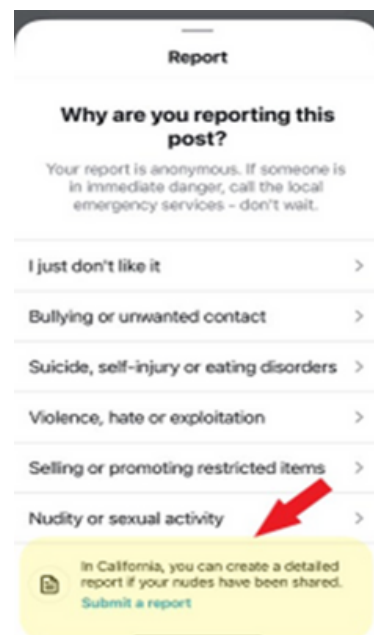 Report
Why are you reporting this
post?
Your report is anonymous. If someone is
in immediate danger, call the local
emergency services - don't wait.
I just don't like it
Bullying or unwanted contact
Suicide, self-injury or eating disorders
Violence, hate or exploitation
Selling or promoting restricted items
Nudity or sexual activity
In California, you can create a detailed
report if your nudes have been shared.
Submit a report